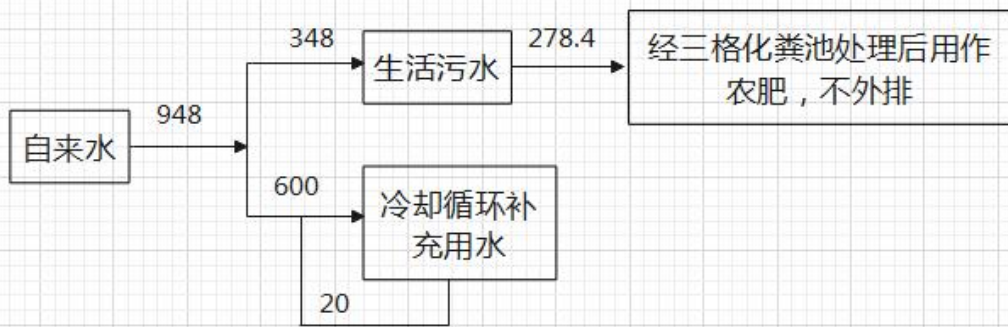 348
生活污水
278.4
经三格化粪池处理后用作
农肥，不外排
自来水
948
600
冷却循环补
充用水
20